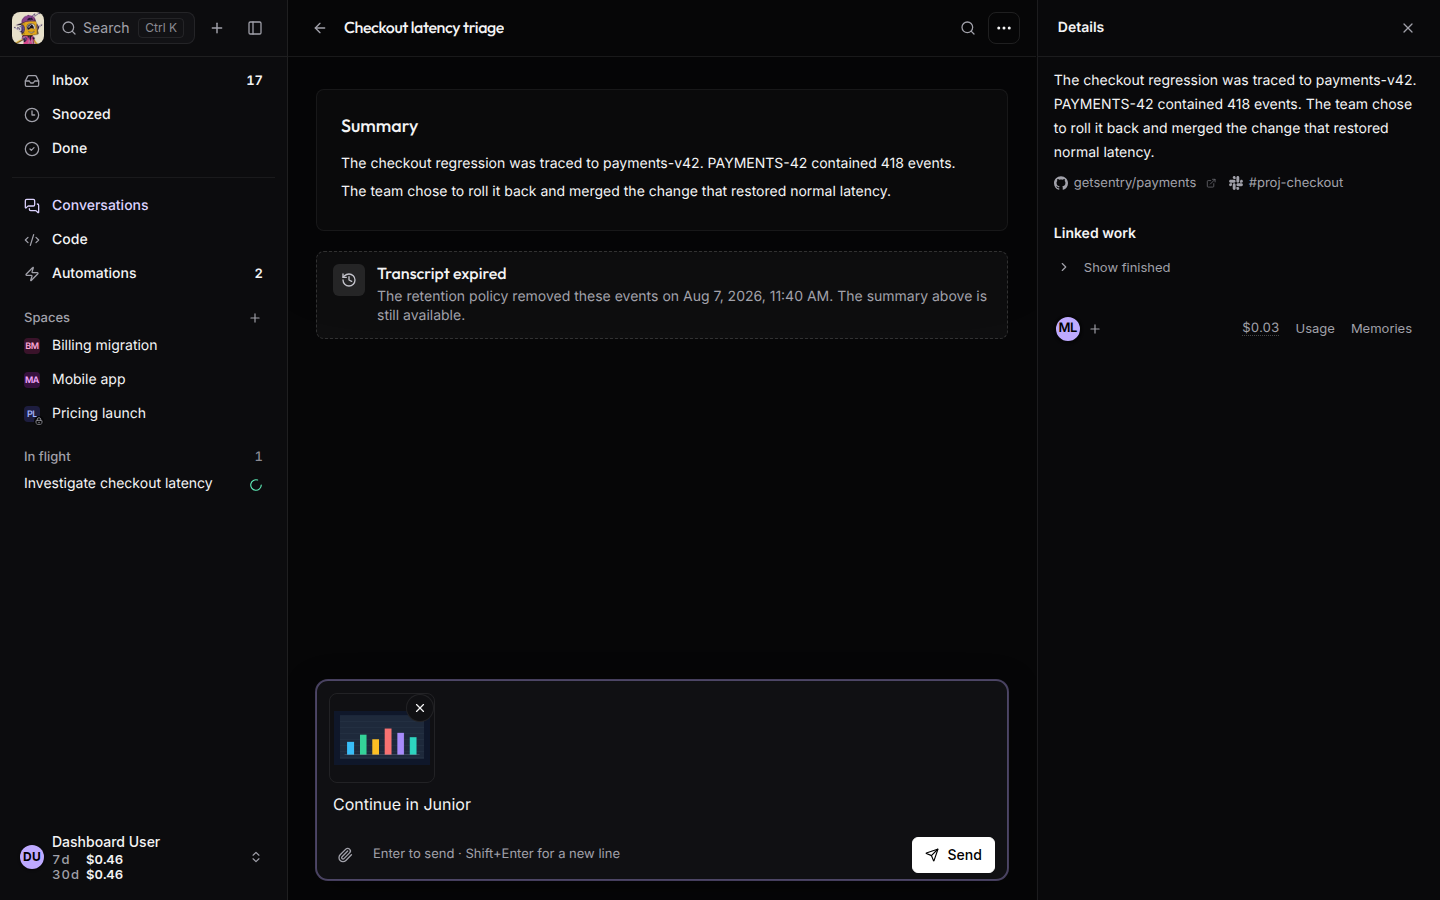 Search Ctrl K
Inbox 17
Snoozed
Done
Conversations
Code
Automations 2
Spaces
BM Billing migration
MA Mobile app
PL Pricing launch
In flight 1
Investigate checkout latency
DU Dashboard User
7d $0.46
30d $0.46
Checkout latency triage
Summary
The checkout regression was traced to payments-v42. PAYMENTS-42 contained 418 events.
The team chose to roll it back and merged the change that restored normal latency.
Transcript expired
The retention policy removed these events on Aug 7, 2026, 11:40 AM. The summary above is
still available.
Continue in Junior
Enter to send · Shift+Enter for a new line
Send
Details
The checkout regression was traced to payments-v42.
PAYMENTS-42 contained 418 events. The team chose
to roll it back and merged the change that restored
normal latency.
getsentry/payments #proj-checkout
Linked work
Show finished
ML $0.03 Usage Memories